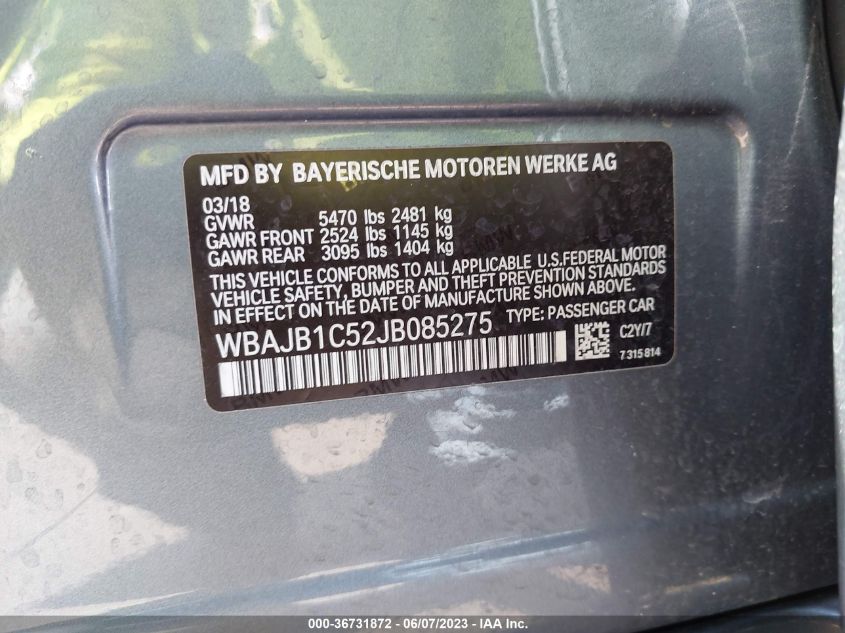 MFD BY BAYERISCHE MOTOREN WERKE AG
03/18
GVWR 5470 lbs 2481 kg
GAWR FRONT 2524 lbs 1145 kg
GAWR REAR 3095 lbs 1404 kg
THIS VEHICLE CONFORMS TO ALL APPLICABLE U.S.FEDERAL MOTOR
VEHICLE SAFETY, BUMPER AND THEFT PREVENTION STANDARDS
IN EFFECT ON THE DATE OF MANUFACTURE SHOWN ABOVE.
WBAJB1C52JB085275 TYPE: PASSENGER CAR
C2Y/7
7 315 814
000-36731872 / 06/07/2023 - IAA Inc.